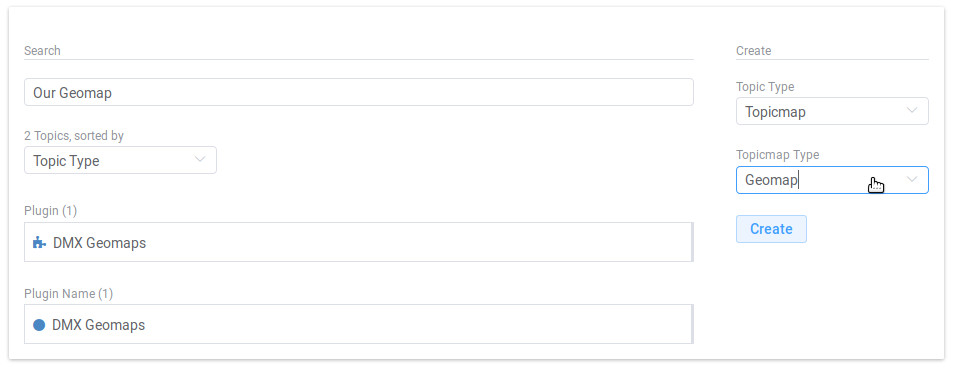 Search
Our Geomap
2 Topics, sorted by
Topic Type
Plugin (1)
DMX Geomaps
Plugin Name (1)
DMX Geomaps
Create
Topic Type
Topicmap
Topicmap Type
Geomap
Create